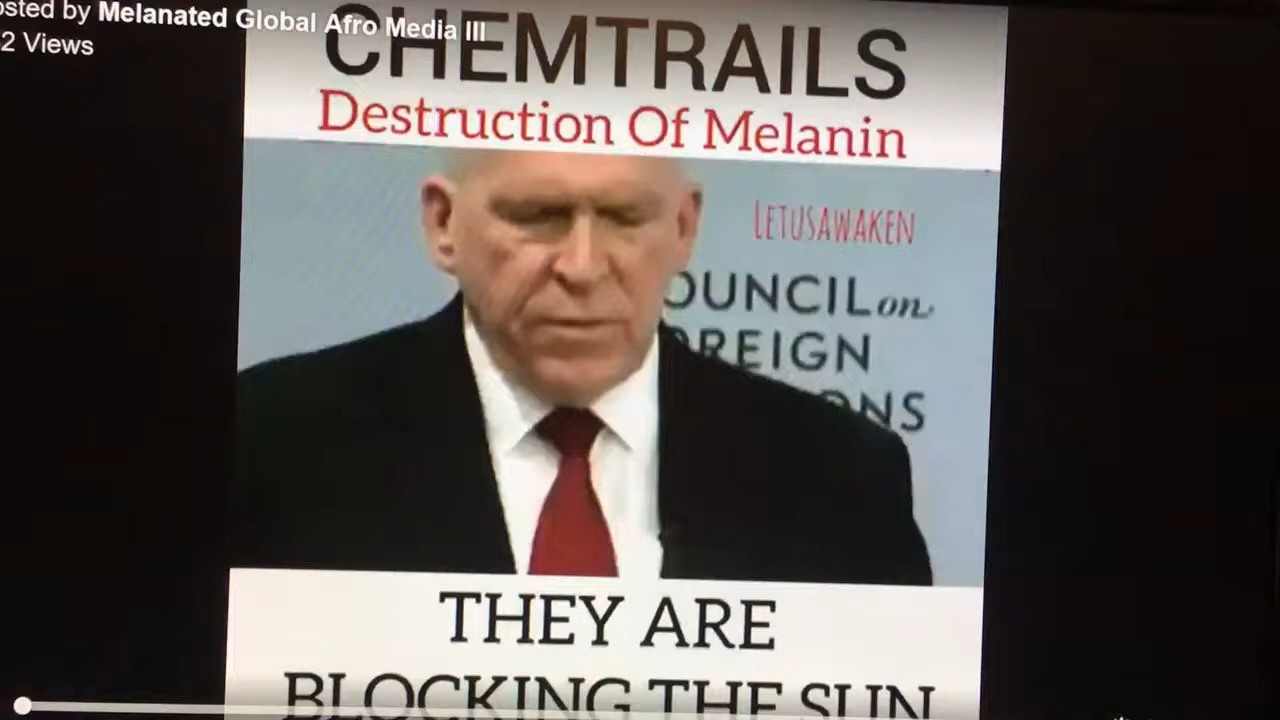 osted by Melanated Global Afro Media III
2 Views
CHEMTRAILS
Destruction Of Melanin
LETUSAWAKEN
OUNCIL on
OREIGN
ONS
THEY ARE
BLOCKING THE SUN